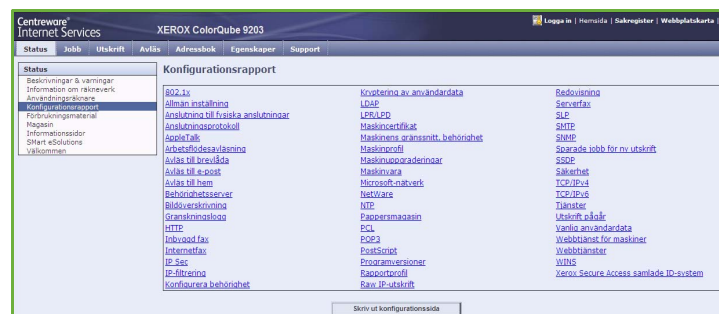 Centreware®
Internet Services
XEROX ColorQube 9203
Logga in | Hemsida | Sakregister | Webbplatskarta |
Status Jobb Utskrift Avläs Adressbok Egenskaper Support
Status
Beskrivningar & varningar
Information om räkneverk
Användningsräknare
Konfigurationsrapport
Förbrukningsmaterial
Magasin
Informationssidor
SMart eSolutions
Välkommen
Konfigurationsrapport
802.1x
Allmän inställning
Anslutning till fysiska anslutningar
Anslutningsprotokoll
AppleTalk
Arbetsflödesavläsning
Avläs till brevlåda
Avläs till e-post
Avläs till hem
Behörighetsserver
Bildöverskrivning
Granskningslogg
HTTP
Inbyggd fax
Internetfax
IP Sec
IP-filtrering
Konfigurera behörighet
Kryptering av användardata
LDAP
LPR/LPD
Maskincertifikat
Maskinens gränssnitt, behörighet
Maskinprofil
Maskinuppgraderingar
Maskinvara
Microsoft-nätverk
NetWare
NTP
Pappersmagasin
PCL
POP3
PostScript
Programversioner
Rapportprofil
Raw IP-utskrift
Redovisning
Serverfax
SLP
SMTP
SNMP
Sparade jobb för ny utskrift
SSDP
Säkerhet
TCP/IPv4
TCP/IPv6
Tjänster
Utskrift pågår
Vanlig användardata
Webbtjänst för maskiner
Webbtjänster
WINS
Xerox Secure Access samlade ID-system
Skriv ut konfigurationssida